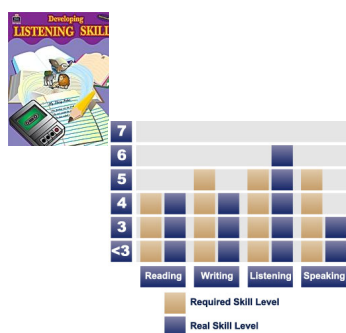 Developing
LISTENING SKILL
7
6
5
4
3
<3
Reading Writing Listening Speaking
Required Skill Level
Real Skill Level